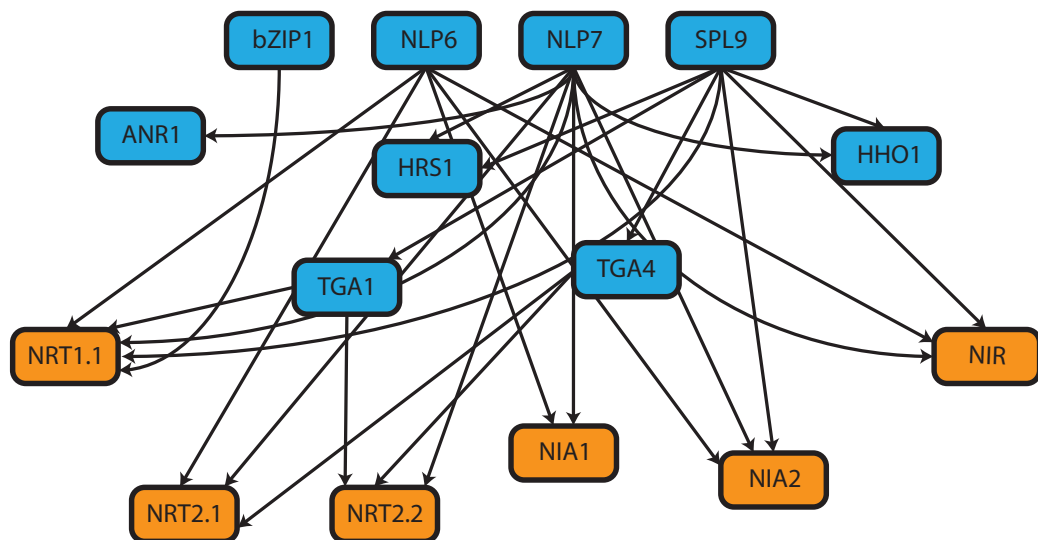 bZIP1
NLP6
NLP7
SPL9
ANR1
HRS1
HHO1
TGA1
TGA4
NRT1.1
NIR
NIA1
NIA2
NRT2.1
NRT2.2